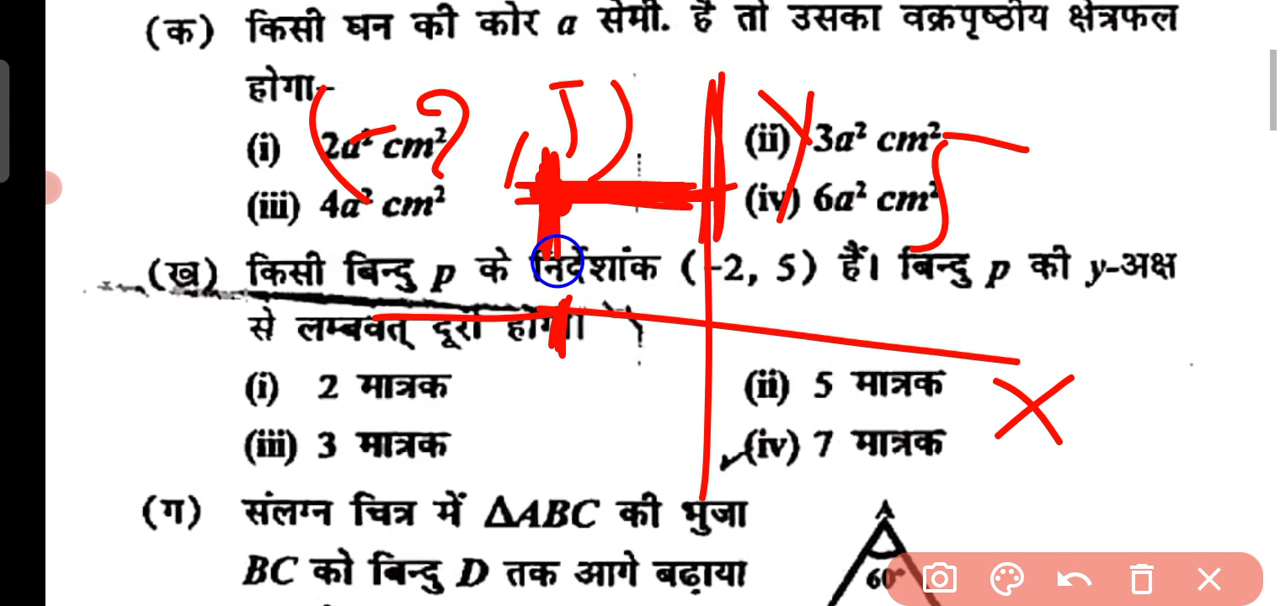 (क) किसी घन की कोर a सेमी. है तो उसका वक्रपृष्ठीय क्षेत्रफल
होगा-
(i) 2a² cm² (ii) 3a² cm²
(iii) 4a² cm² (iv) 6a² cm²
(ख) किसी बिन्दु p के निर्देशांक (-2, 5) हैं। बिन्दु p की y-अक्ष
से लम्बवत् दूरी होगी।
(i) 2 मात्रक (ii) 5 मात्रक
(iii) 3 मात्रक (iv) 7 मात्रक
(ग) संलग्न चित्र में ΔABC की भुजा
BC को बिन्दु D तक आगे बढ़ाया
A
60°
(-2, 5)
y
x